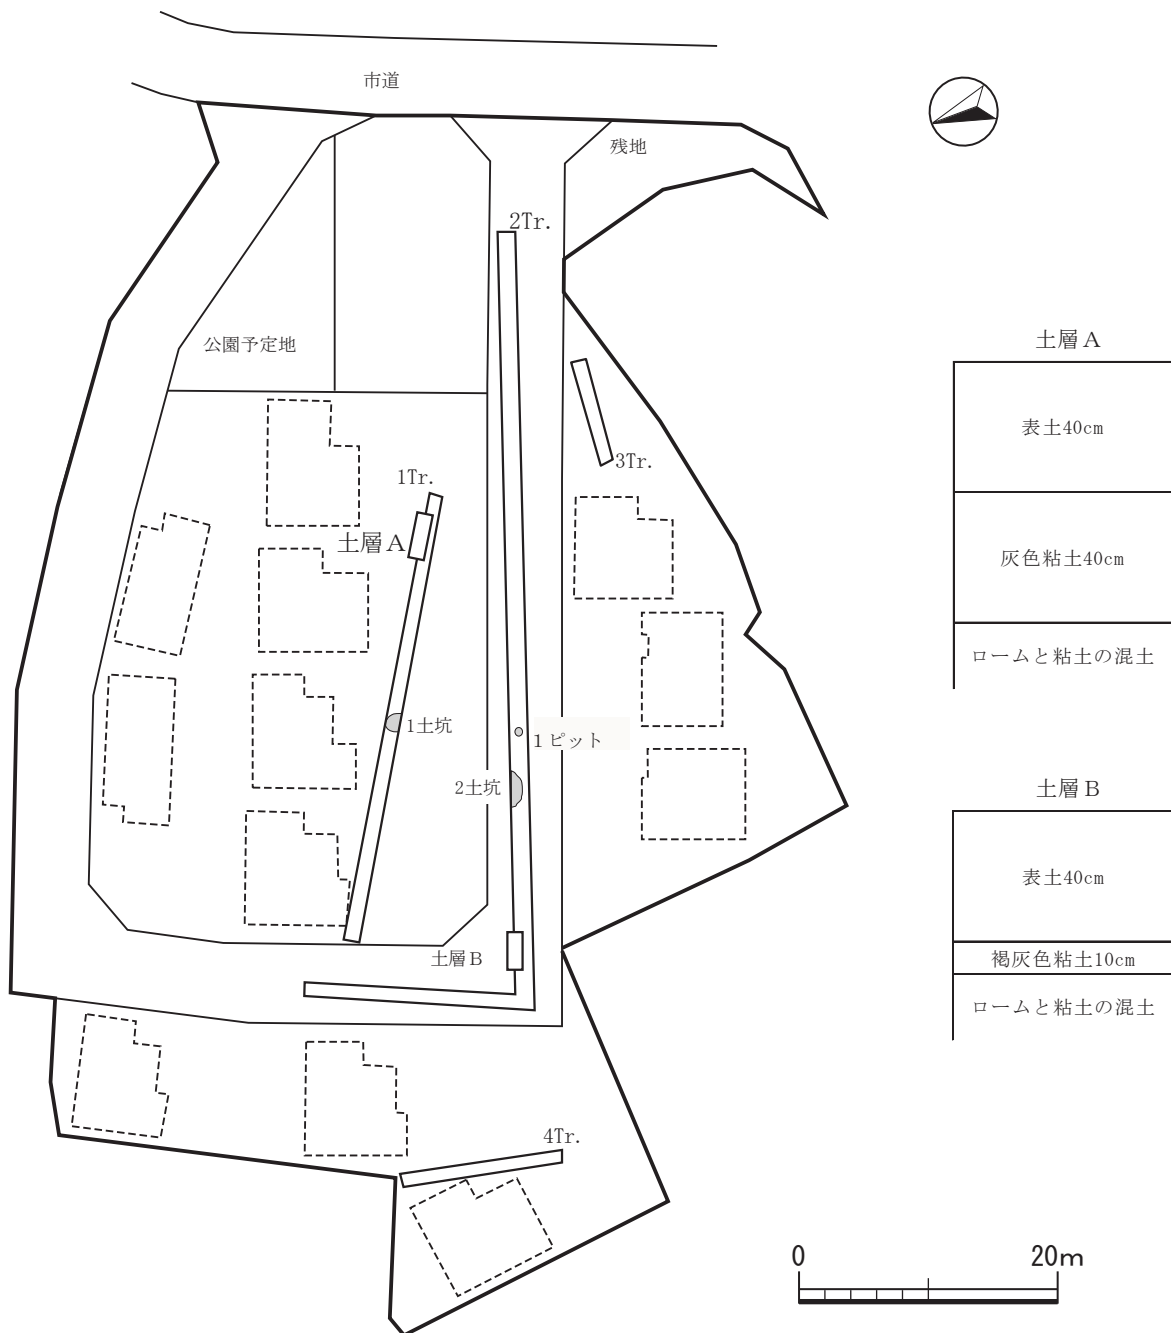 市道
残地
2Tr.
公園予定地
土層Ａ
表土40cm
3Tr.
1Tr.
土層Ａ
灰色粘土40cm
ロームと粘土の混土
1土坑
１ピット
2土坑
土層Ｂ
表土40cm
土層Ｂ
褐灰色粘土10cm
ロームと粘土の混土
4Tr.
0
20m